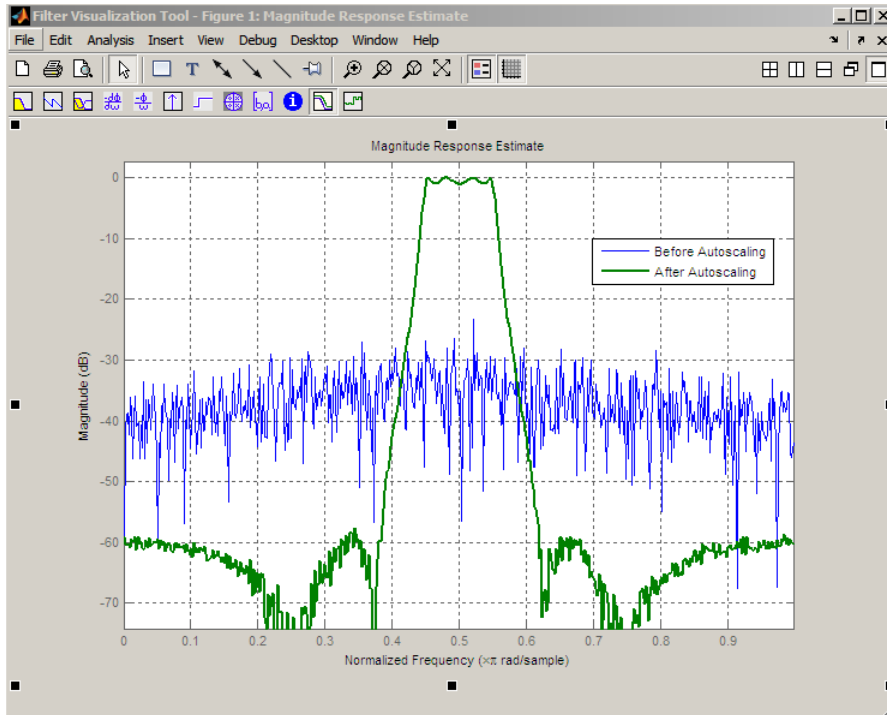 Filter Visualization Tool - Figure 1: Magnitude Response Estimate
File Edit Analysis Insert View Debug Desktop Window Help
Magnitude Response Estimate
0
-10
-20
-30
-40
-50
-60
-70
Magnitude (dB)
Before Autoscaling
After Autoscaling
0 0.1 0.2 0.3 0.4 0.5 0.6 0.7 0.8 0.9
Normalized Frequency (×π rad/sample)